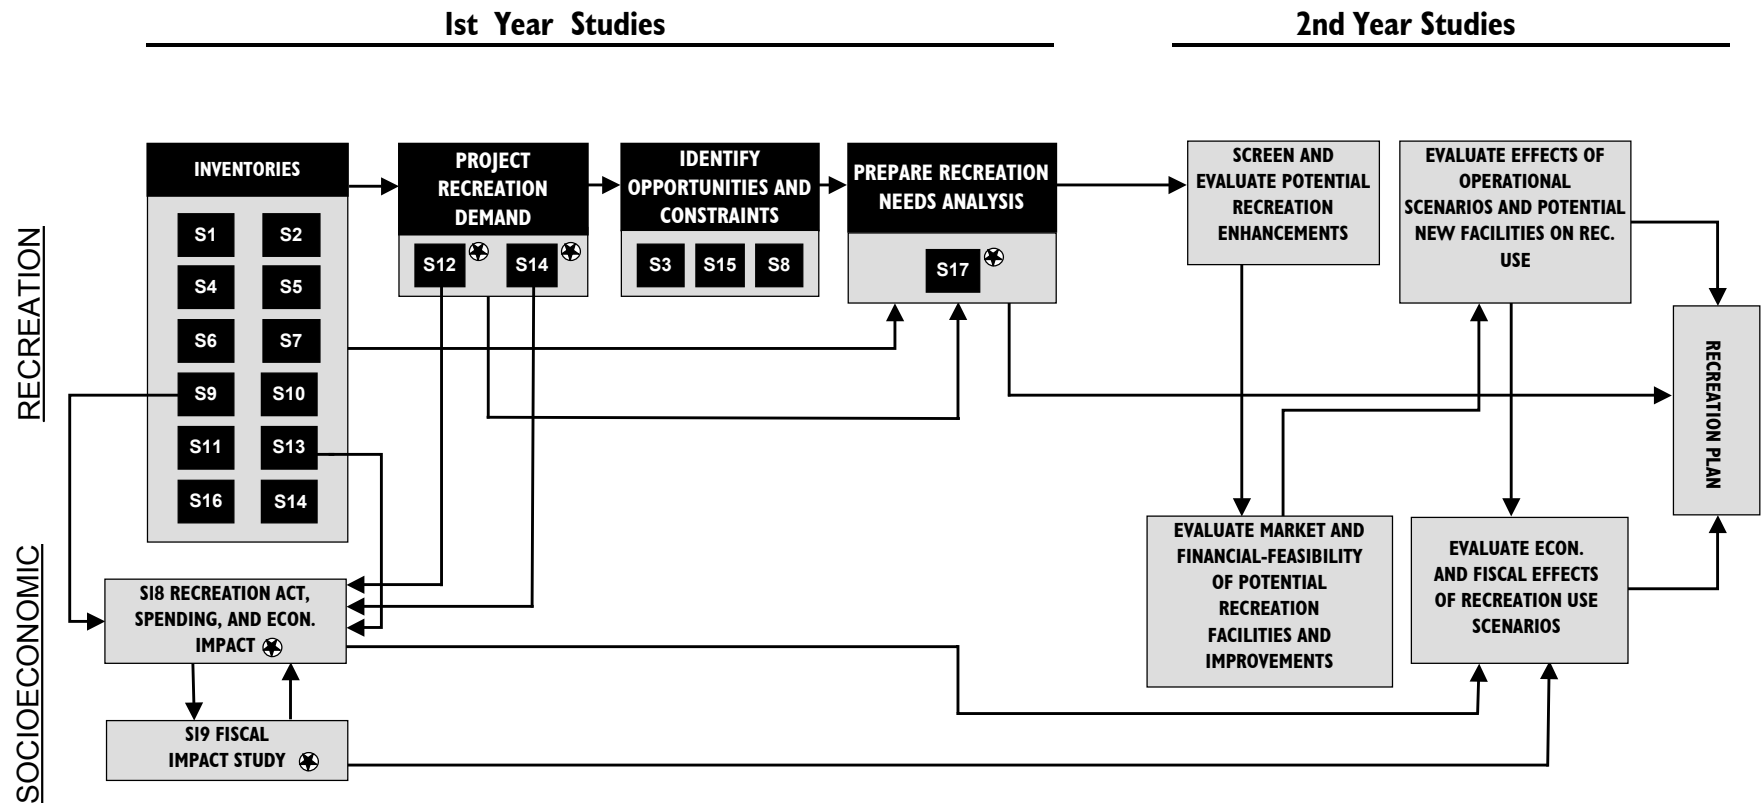 1st Year Studies
2nd Year Studies
RECREATION
SOCIOECONOMIC
INVENTORIES
S1
S2
S4
S5
S6
S7
S9
S10
S11
S13
S16
S14
PROJECT
RECREATION
DEMAND
S12
S14
IDENTIFY
OPPORTUNITIES AND
CONSTRAINTS
S3
S15
S8
PREPARE RECREATION
NEEDS ANALYSIS
S17
SCREEN AND
EVALUATE POTENTIAL
RECREATION
ENHANCEMENTS
EVALUATE EFFECTS OF
OPERATIONAL
SCENARIOS AND POTENTIAL
NEW FACILITIES ON REC.
USE
RECREATION PLAN
S18 RECREATION ACT,
SPENDING, AND ECON.
IMPACT
S19 FISCAL
IMPACT STUDY
EVALUATE MARKET AND
FINANCIAL-FEASIBILITY
OF POTENTIAL
RECREATION
FACILITIES AND
IMPROVEMENTS
EVALUATE ECON.
AND FISCAL EFFECTS
OF RECREATION USE
SCENARIOS